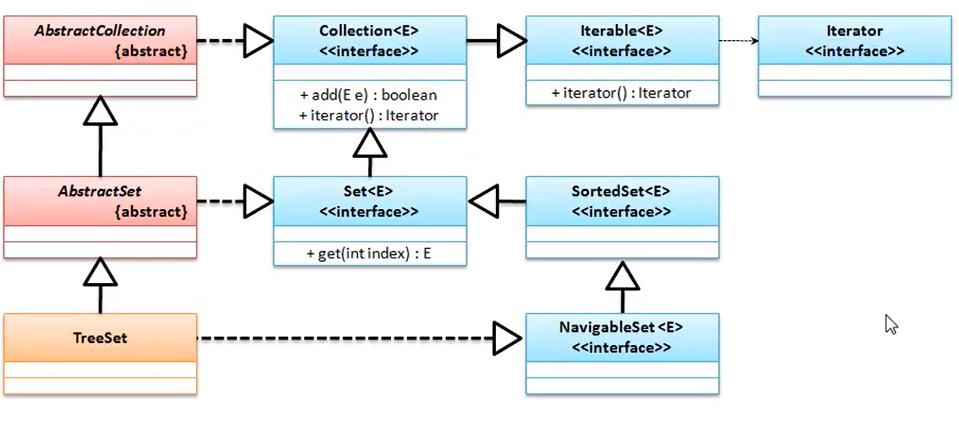 AbstractCollection
{abstract}
Collection<E>
<<interface>>
+ add(E e) : boolean
+ iterator() : Iterator
Iterable<E>
<<interface>>
+ iterator() : Iterator
Iterator
<<interface>>
AbstractSet
{abstract}
Set<E>
<<interface>>
+ get(int index) : E
SortedSet<E>
<<interface>>
TreeSet
NavigableSet <E>
<<interface>>